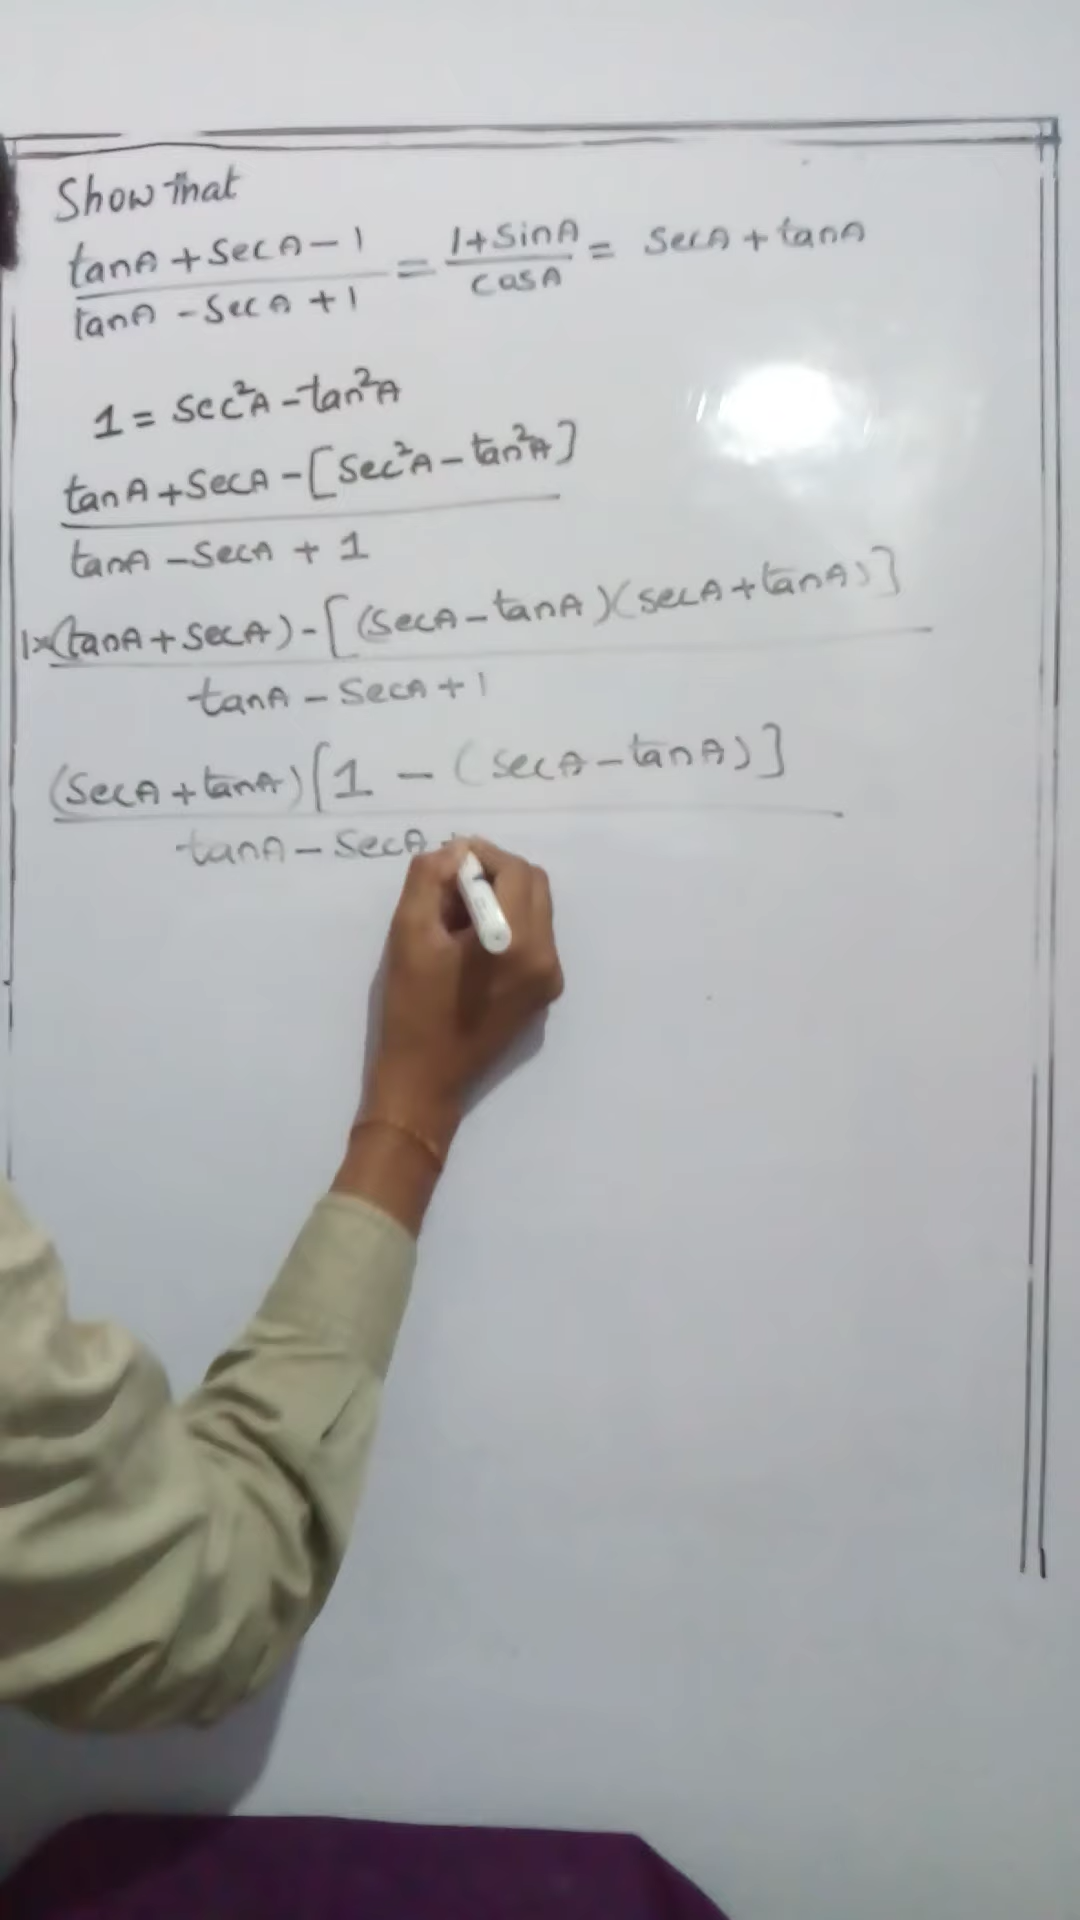 Show that
tanA + secA - 1 / tanA - secA + 1 = 1 + sinA / cosA = secA + tanA
1 = sec²A - tan²A
tanA + secA - [sec²A - tan²A]
tanA - secA + 1
1×(tanA + secA) - [(secA - tanA)(secA + tanA)]
tanA - secA + 1
(secA + tanA)[1 - (secA - tanA)]
tanA - secA +